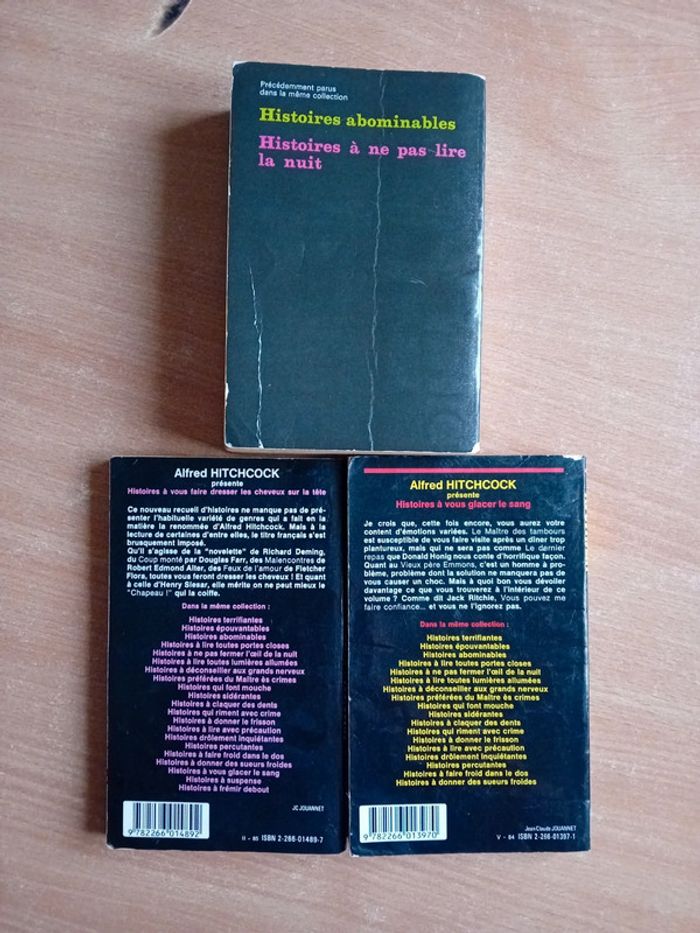 Précédemment parus
dans la même collection
Histoires abominables
Histoires à ne pas lire
la nuit
Alfred HITCHCOCK
présente
Histoires à vous faire dresser les cheveux sur la tête
Ce nouveau recueil d'histoires ne manque pas de pré-
senter l'habituelle variété de genres qui a fait en la
matière la renommée d'Alfred Hitchcock. Mais à la
lecture de certaines d'entre elles, le titre français s'est
brusquement imposé.
Qu'il s'agisse de la "novelette" de Richard Deming,
du Coup monté par Douglas Farr, des Malencontres de
Robert Edmond Alter, des Feux de l'amour de Fletcher
Flora, toutes vous feront dresser les cheveux ! Et quant
à celle d'Henry Slesar, elle mérite on ne peut mieux le
"Chapeau !" qui la coiffe.
Dans la même collection :
Histoires terrifiantes
Histoires épouvantables
Histoires abominables
Histoires à lire toutes portes closes
Histoires à ne pas fermer l'œil de la nuit
Histoires à lire toutes lumières allumées
Histoires à déconseiller aux grands nerveux
Histoires préférées du Maître ès crimes
Histoires qui font mouche
Histoires sidérantes
Histoires à claquer des dents
Histoires qui riment avec crime
Histoires à donner le frisson
Histoires à lire avec précaution
Histoires drôlement inquiétantes
Histoires percutantes
Histoires à faire froid dans le dos
Histoires à donner des sueurs froides
Histoires à vous glacer le sang
Histoires à suspense
Histoires à frémir debout
JC JOUANNET
9 782266 014892
II - 85 ISBN 2-266-01489-7
Alfred HITCHCOCK
présente
Histoires à vous glacer le sang
Je crois que, cette fois encore, vous aurez votre
content d'émotions variées. Le Maître des tambours
est susceptible de vous faire visite après un dîner trop
plantureux, mais qui ne sera pas comme Le dernier
repas que Donald Honig nous conte d'horrifique façon.
Quant au Vieux père Emmons, c'est un homme à pro-
blème, problème dont la solution ne manquera pas de
vous causer un choc. Mais à quoi bon vous dévoiler
davantage ce que vous trouverez à l'intérieur de ce
volume ? Comme dit Jack Ritchie, Vous pouvez me
faire confiance... et vous ne l'ignorez pas.
Dans la même collection :
Histoires terrifiantes
Histoires épouvantables
Histoires abominables
Histoires à lire toutes portes closes
Histoires à ne pas fermer l'œil de la nuit
Histoires à lire toutes lumières allumées
Histoires à déconseiller aux grands nerveux
Histoires préférées du Maître ès crimes
Histoires qui font mouche
Histoires sidérantes
Histoires à claquer des dents
Histoires qui riment avec crime
Histoires à donner le frisson
Histoires à lire avec précaution
Histoires drôlement inquiétantes
Histoires percutantes
Histoires à faire froid dans le dos
Histoires à donner des sueurs froides
Jean-Claude JOUANNET
9 782266 013970
V - 84 ISBN 2-266-01397-1